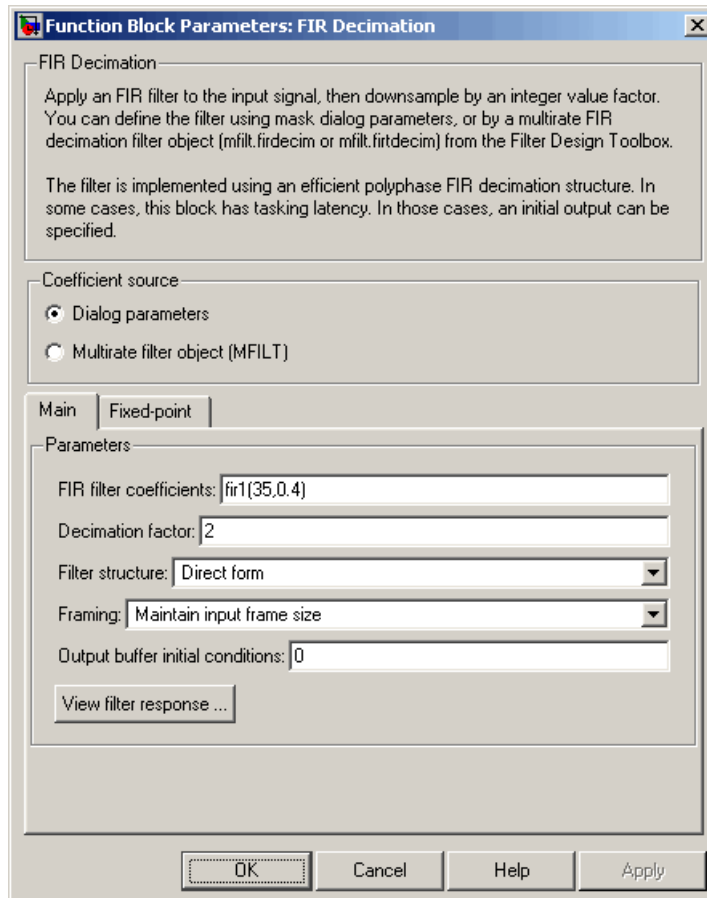 Function Block Parameters: FIR Decimation
FIR Decimation
Apply an FIR filter to the input signal, then downsample by an integer value factor.
You can define the filter using mask dialog parameters, or by a multirate FIR
decimation filter object (mfilt.firdecim or mfilt.firtdecim) from the Filter Design Toolbox.
The filter is implemented using an efficient polyphase FIR decimation structure. In
some cases, this block has tasking latency. In those cases, an initial output can be
specified.
Coefficient source
Dialog parameters
Multirate filter object (MFILT)
Main Fixed-point
Parameters
FIR filter coefficients: fir1(35,0.4)
Decimation factor: 2
Filter structure: Direct form
Framing: Maintain input frame size
Output buffer initial conditions: 0
View filter response ...
OK Cancel Help Apply